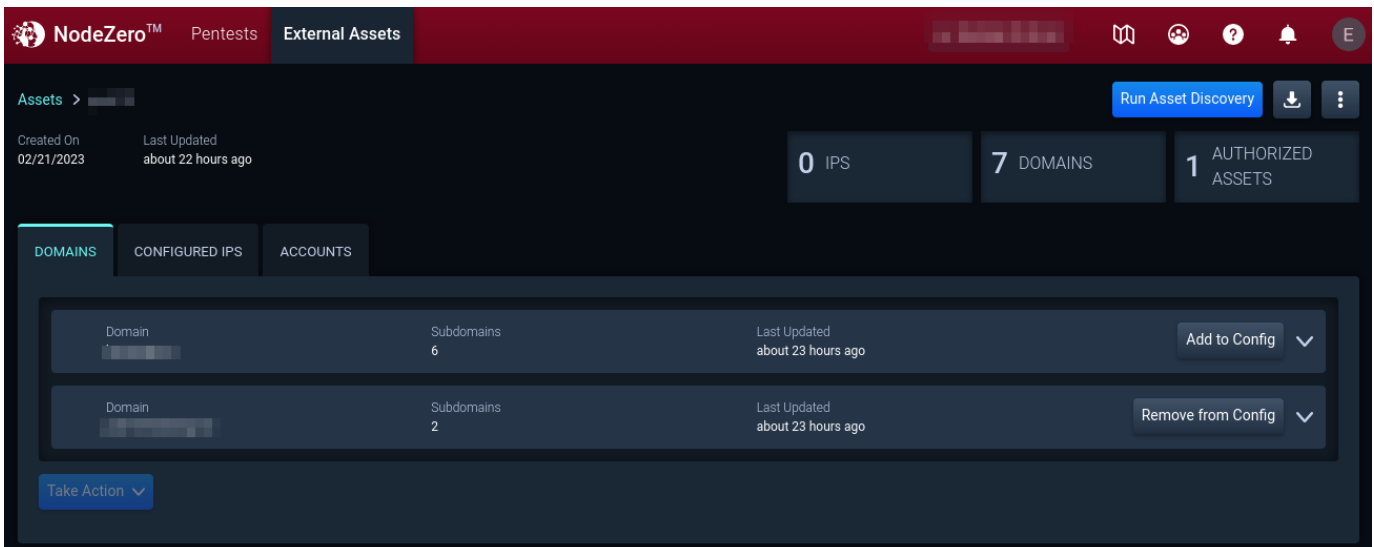 NodeZero™ Pentests External Assets E
Assets >
Run Asset Discovery
Created On Last Updated
02/21/2023 about 22 hours ago
0 IPS 7 DOMAINS 1 AUTHORIZED ASSETS
DOMAINS CONFIGURED IPS ACCOUNTS
Domain Subdomains Last Updated
6 about 23 hours ago
Add to Config
Domain Subdomains Last Updated
2 about 23 hours ago
Remove from Config
Take Action